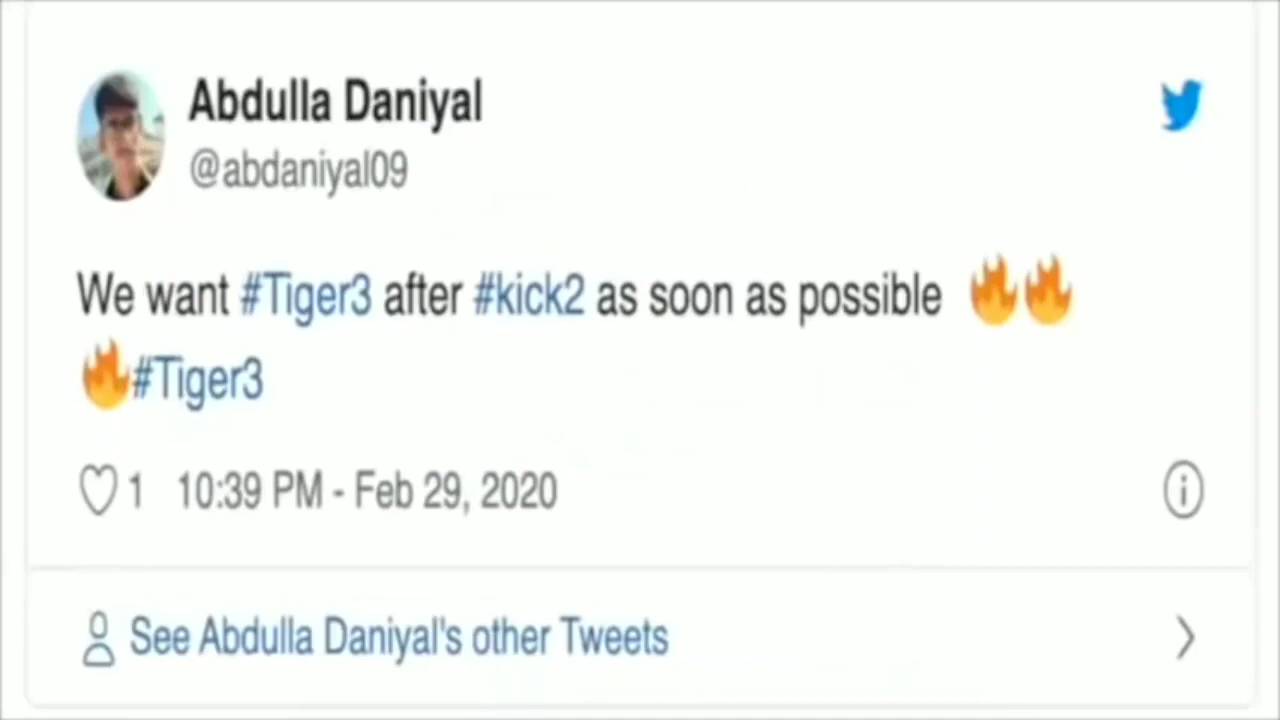 Abdulla Daniyal
@abdaniyal09
We want #Tiger3 after #kick2 as soon as possible 🔥🔥
🔥#Tiger3
1 10:39 PM - Feb 29, 2020
See Abdulla Daniyal's other Tweets